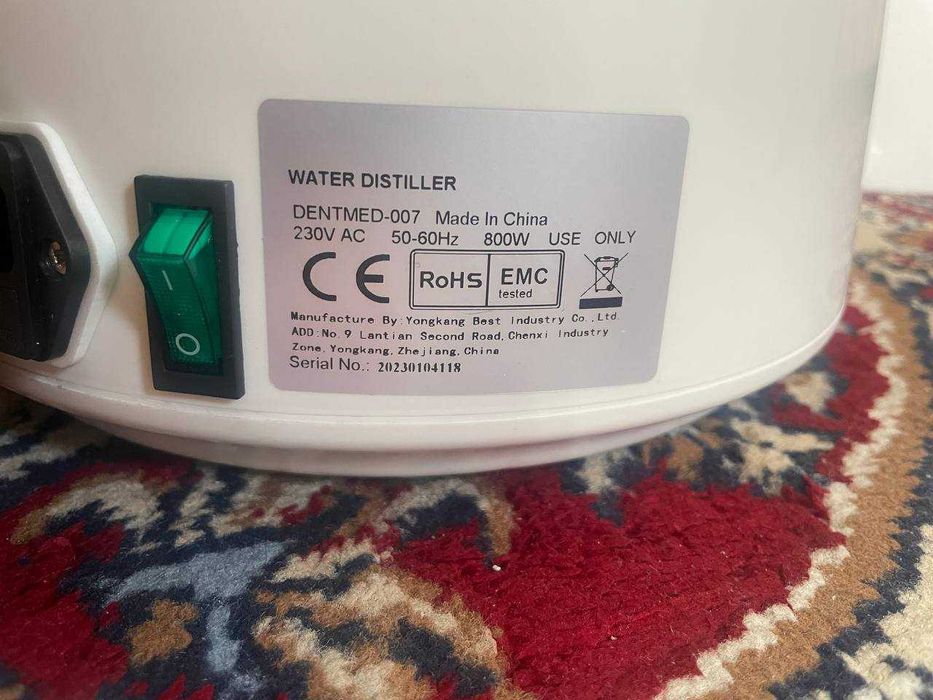 WATER DISTILLER
DENTMED-007 Made In China
230V AC 50-60Hz 800W USE ONLY
CE RoHS EMC tested
Manufacture By: Yongkang Best Industry Co.,Ltd.
ADD:No.9 Lantian Second Road,Chenxi Industry
Zone,Yongkang,Zhejiang,China
Serial No.: 20230104118